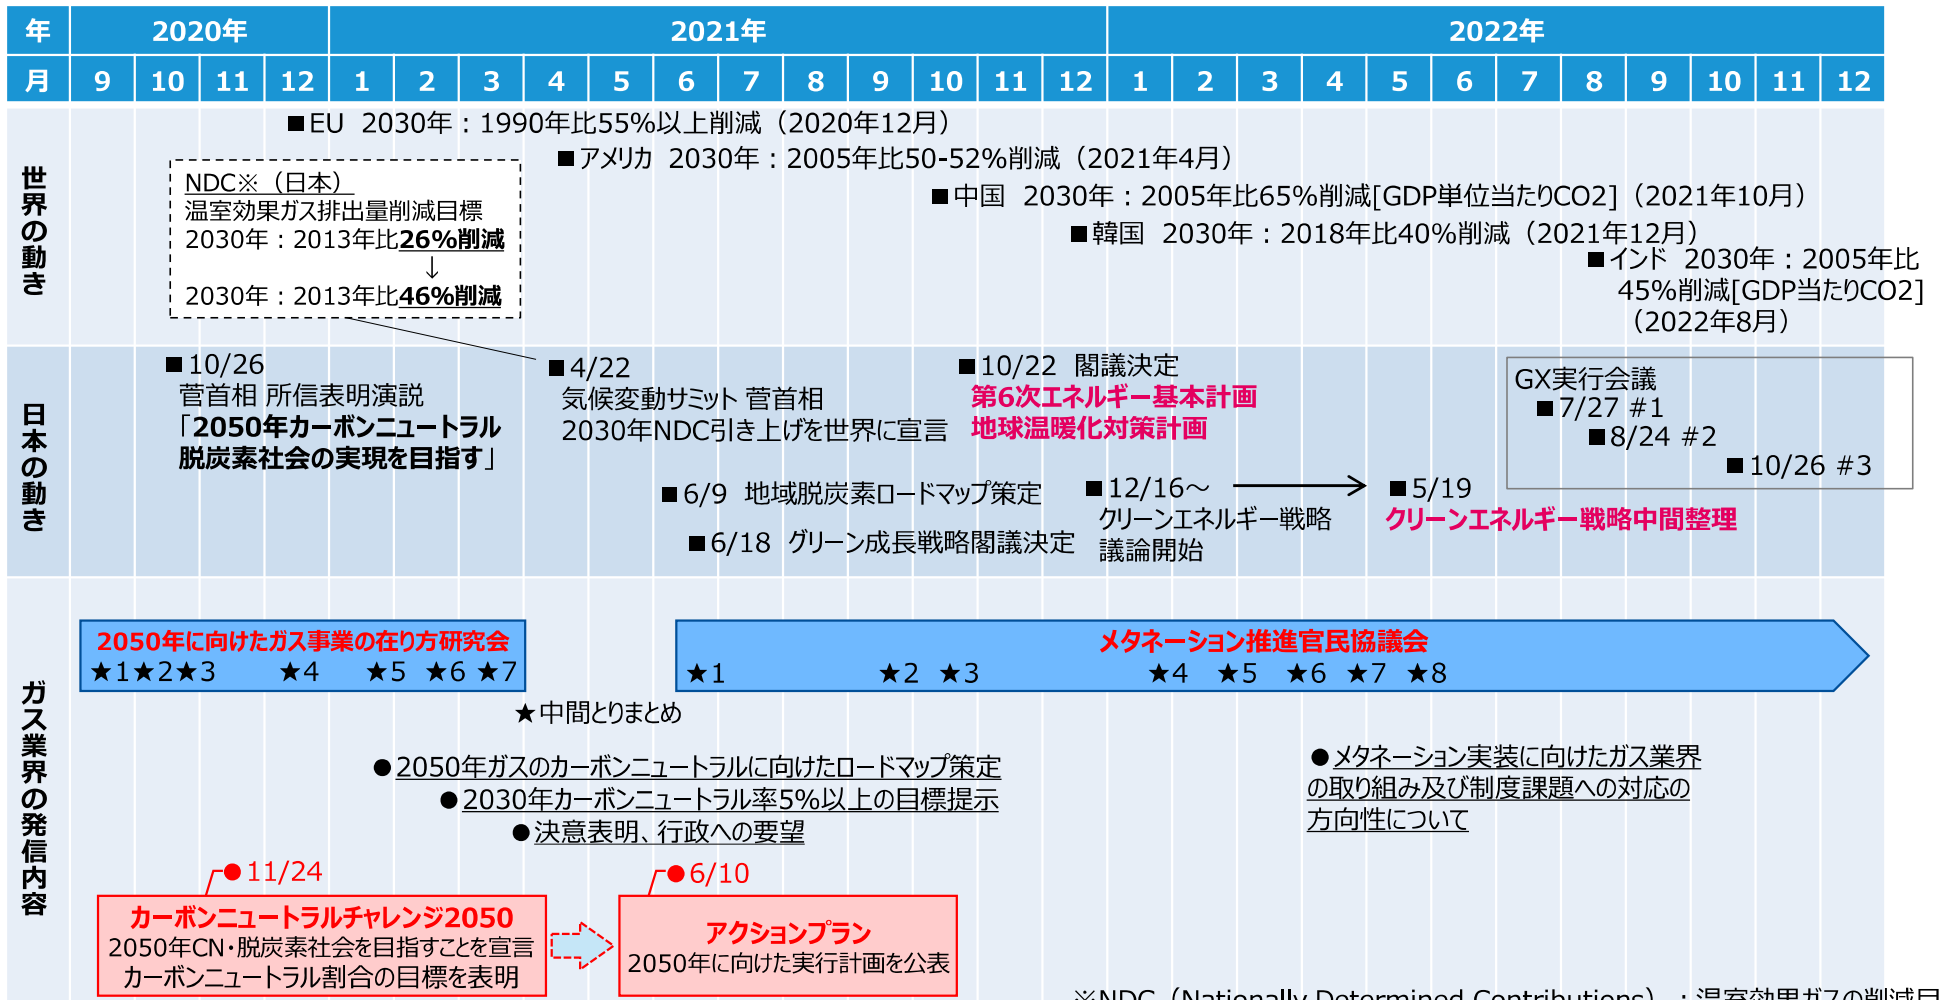 年 2020年 2021年 2022年
月 9 10 11 12 1 2 3 4 5 6 7 8 9 10 11 12 1 2 3 4 5 6 7 8 9 10 11 12
世界の動き
■EU 2030年：1990年比55%以上削減（2020年12月）
■アメリカ 2030年：2005年比50-52%削減（2021年4月）
■中国 2030年：2005年比65%削減[GDP単位当たりCO2]（2021年10月）
■韓国 2030年：2018年比40%削減（2021年12月）
■インド 2030年：2005年比
45%削減[GDP当たりCO2]
（2022年8月）
NDC※（日本）
温室効果ガス排出量削減目標
2030年：2013年比26%削減
↓
2030年：2013年比46%削減
日本の動き
■10/26
菅首相 所信表明演説
「2050年カーボンニュートラル
脱炭素社会の実現を目指す」
■4/22
気候変動サミット 菅首相
2030年NDC引き上げを世界に宣言
■10/22 閣議決定
第6次エネルギー基本計画
地球温暖化対策計画
GX実行会議
■7/27 #1
■8/24 #2
■10/26 #3
■6/9 地域脱炭素ロードマップ策定
■6/18 グリーン成長戦略閣議決定
■12/16～
クリーンエネルギー戦略
議論開始
■5/19
クリーンエネルギー戦略中間整理
ガス業界の発信内容
2050年に向けたガス事業の在り方研究会
★1★2★3 ★4 ★5 ★6 ★7
★中間とりまとめ
メタネーション推進官民協議会
★1 ★2 ★3 ★4 ★5 ★6 ★7 ★8
●2050年ガスのカーボンニュートラルに向けたロードマップ策定
●2030年カーボンニュートラル率5%以上の目標提示
●決意表明、行政への要望
●メタネーション実装に向けたガス業界
の取り組み及び制度課題への対応の
方向性について
●11/24
カーボンニュートラルチャレンジ2050
2050年CN・脱炭素社会を目指すことを宣言
カーボンニュートラル割合の目標を表明
●6/10
アクションプラン
2050年に向けた実行計画を公表
※NDC（Nationally Determined Contributions）：温室効果ガスの削減目